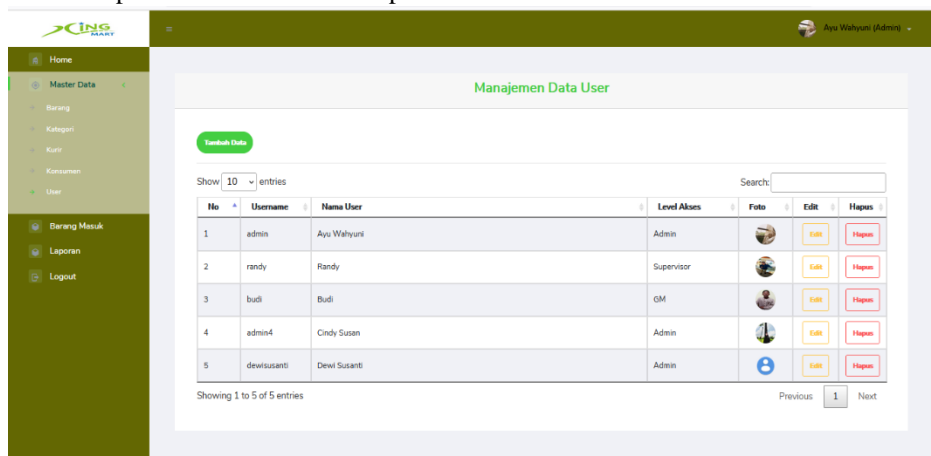 XING
MART
Ayu Wahyuni (Admin)
Home
Master Data
Barang
Kategori
Kurir
Konsumen
User
Barang Masuk
Laporan
Logout
Manajemen Data User
Tambah Data
Show 10 entries
Search:
No Username Nama User Level Akses Foto Edit Hapus
1 admin Ayu Wahyuni Admin Edit Hapus
2 randy Randy Supervisor Edit Hapus
3 budi Budi GM Edit Hapus
4 admin4 Cindy Susan Admin Edit Hapus
5 dewisusanti Dewi Susanti Admin Edit Hapus
Showing 1 to 5 of 5 entries
Previous 1 Next